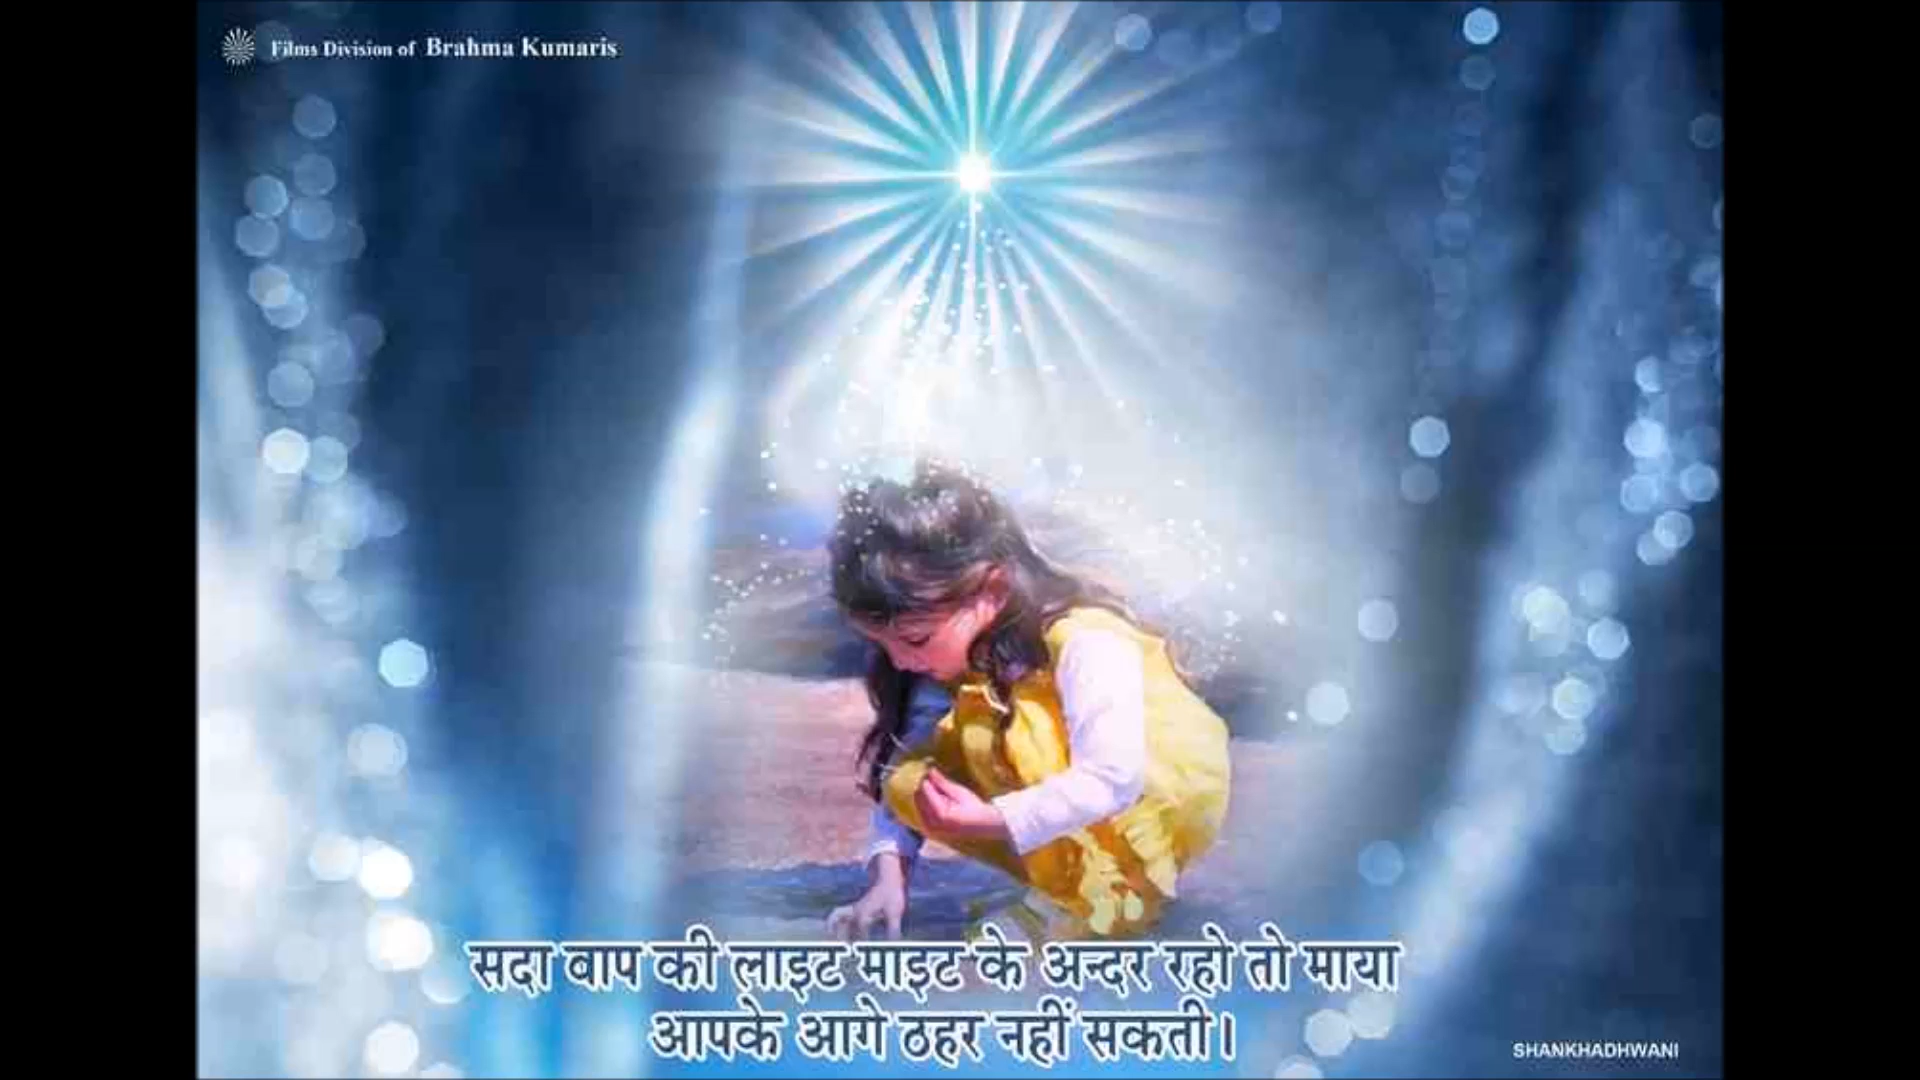 Films Division of Brahma Kumaris
सदा बाप की लाइट माइट के अन्दर रहो तो माया
आपके आगे ठहर नहीं सकती।
SHANKHADHWANI